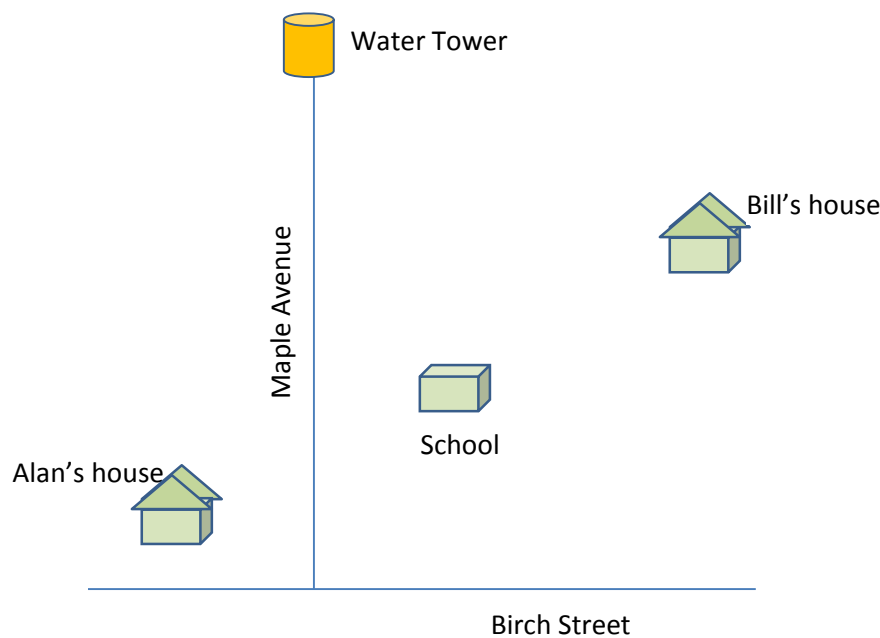 Water Tower
Bill’s house
Maple Avenue
School
Alan’s house
Birch Street